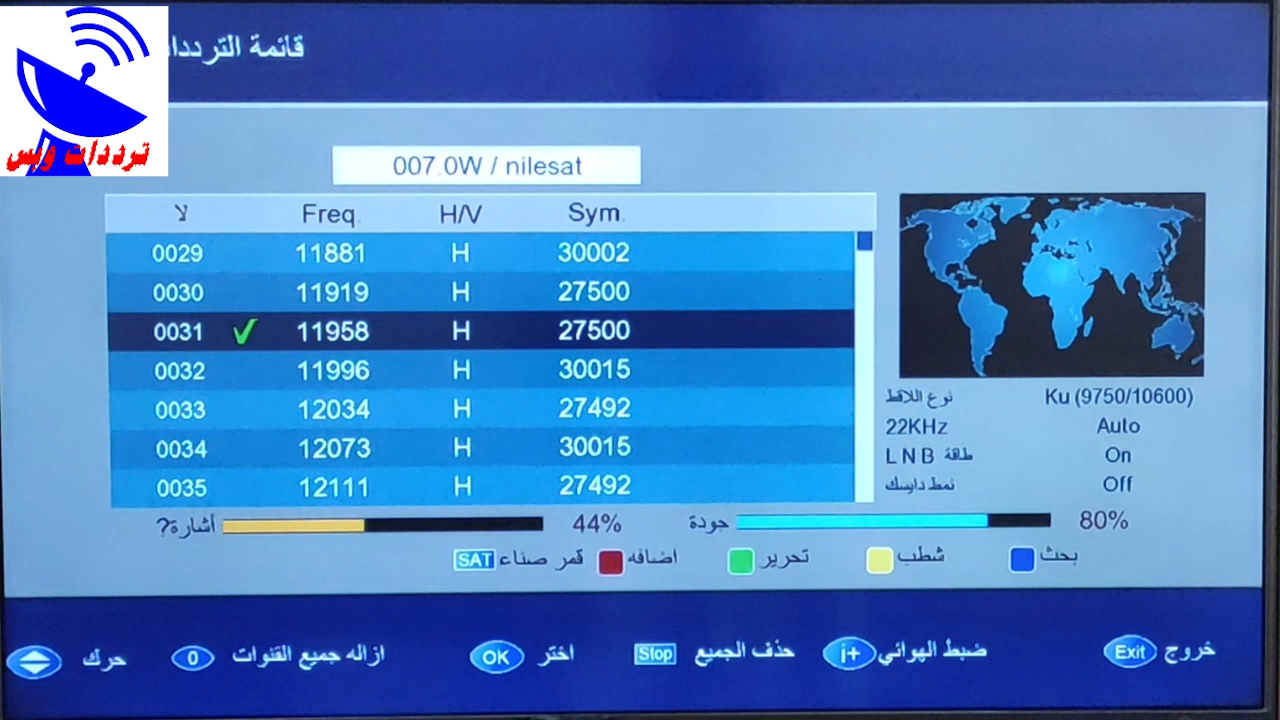 قائمة الترددا
ترددات ويس
007.0W / nilesat
لا Freq. H/V Sym.
0029 11881 H 30002
0030 11919 H 27500
0031 ✓ 11958 H 27500
0032 11996 H 30015
0033 12034 H 27492
0034 12073 H 30015
0035 12111 H 27492
نوع اللاقط Ku (9750/10600)
22KHz Auto
LNB طاقة On
نمط دايسك Off
أشارة? 44% جودة 80%
SAT قمر صناء اضافه تحرير شطب بحث
حرك 0 ازاله جميع القنوات OK اختر Stop حذف الجميع i+ ضبط الهوائي Exit خروج